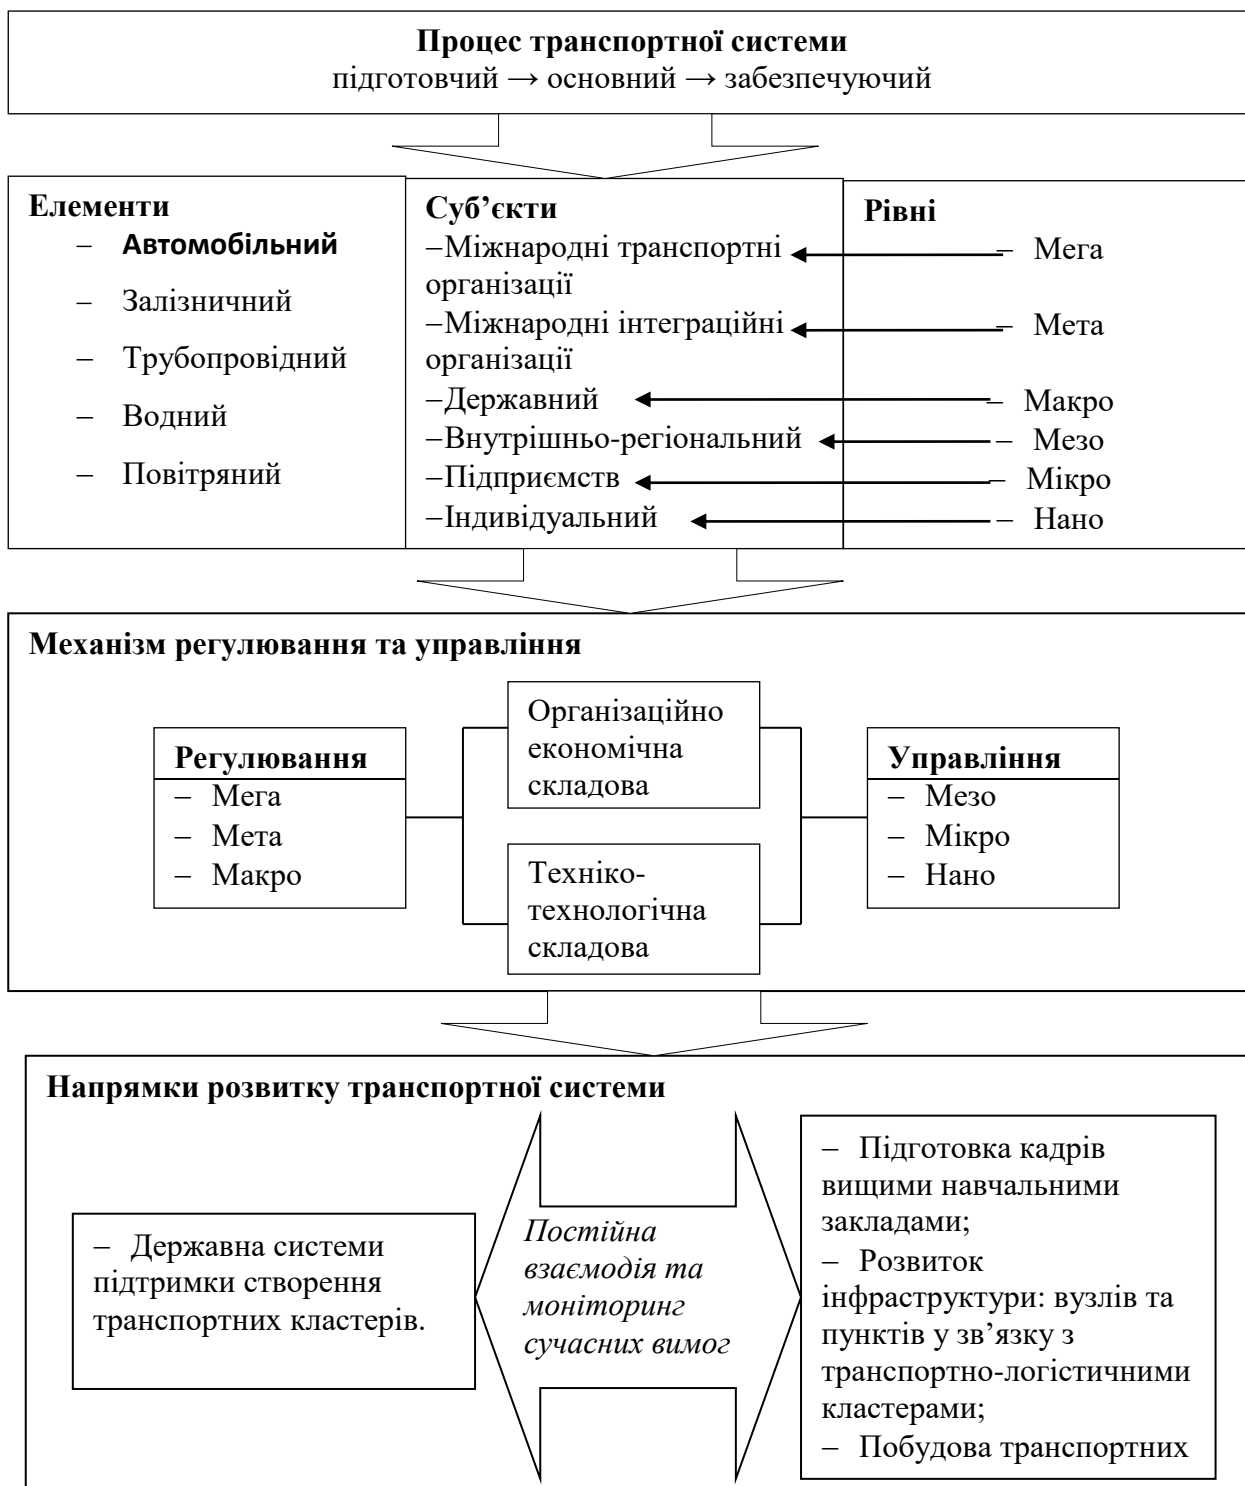 Процес транспортної системи
підготовчий → основний → забезпечуючий
Елементи
– Автомобільний
– Залізничний
– Трубопровідний
– Водний
– Повітряний
Суб’єкти
–Міжнародні транспортні
організації
–Міжнародні інтеграційні
організації
–Державний
–Внутрішньо-регіональний
–Підприємств
–Індивідуальний
Рівні
– Мега
– Мета
– Макро
– Мезо
– Мікро
– Нано
Механізм регулювання та управління
Регулювання
– Мега
– Мета
– Макро
Організаційно
економічна
складова
Техніко-
технологічна
складова
Управління
– Мезо
– Мікро
– Нано
Напрямки розвитку транспортної системи
– Державна системи
підтримки створення
транспортних кластерів.
Постійна
взаємодія та
моніторинг
сучасних вимог
– Підготовка кадрів
вищими навчальними
закладами;
– Розвиток
інфраструктури: вузлів та
пунктів у зв’язку з
транспортно-логістичними
кластерами;
– Побудова транспортних